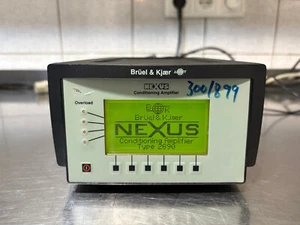 Brüel & Kjær
NEXUS
Conditioning Amplifier
300/899
Overload
Brüel & Kjær
NEXUS
Conditioning Amplifier
Type 2690